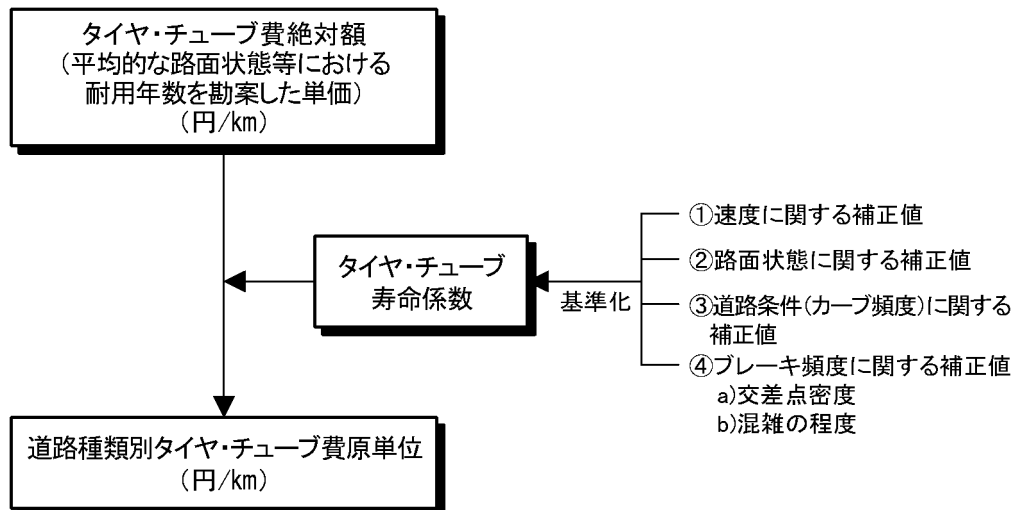 タイヤ・チューブ費絶対額
(平均的な路面状態等における
耐用年数を勘案した単価)
(円/km)
タイヤ・チューブ
寿命係数
基準化
①速度に関する補正値
②路面状態に関する補正値
③道路条件(カーブ頻度)に関する
補正値
④ブレーキ頻度に関する補正値
a)交差点密度
b)混雑の程度
道路種類別タイヤ・チューブ費原単位
(円/km)